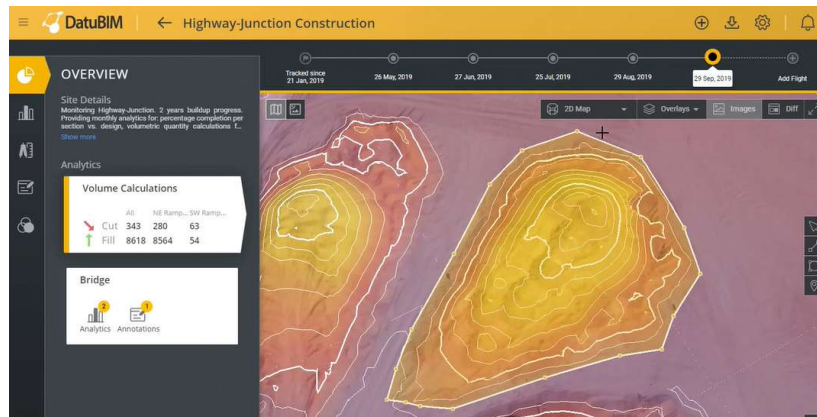 DatuBIM
Highway-Junction Construction
OVERVIEW
Tracked since
21 Jan, 2019
26 May, 2019
27 Jun, 2019
25 Jul, 2019
29 Aug, 2019
29 Sep, 2019
Add Flight
Site Details
Monitoring Highway-Junction. 2 years buildup progress.
Providing monthly analytics for: percentage completion per
section vs. design, volumetric quantity calculations f...
Show more
2D Map
Overlays
Images
Diff
Analytics
Volume Calculations
All NE Ramp... SW Ramp...
Cut 343 280 63
Fill 8618 8564 54
Bridge
2
1
Analytics Annotations